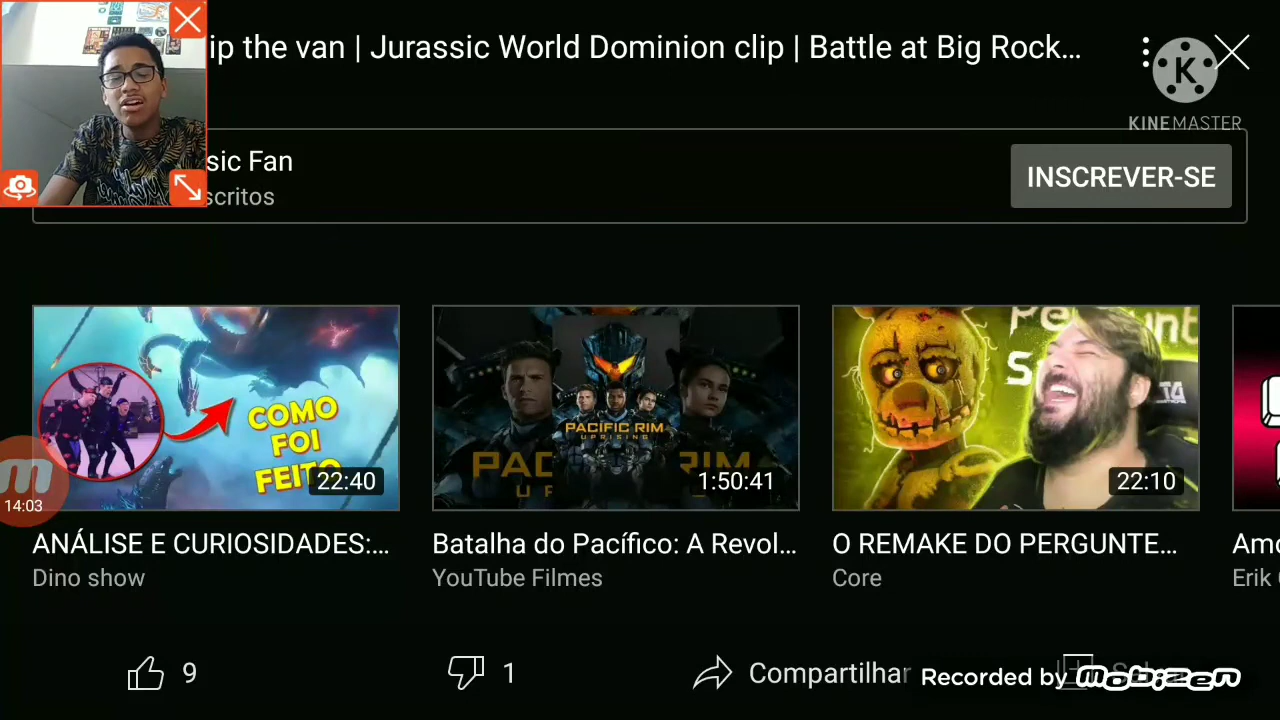 ip the van | Jurassic World Dominion clip | Battle at Big Rock...
K
KINEMASTER
sic Fan
scritos
INSCREVER-SE
COMO
FOI
FEITO
22:40
PACIFIC RIM
UPRISING
1:50:41
22:10
14:03
ANÁLISE E CURIOSIDADES:...
Dino show
Batalha do Pacífico: A Revol...
YouTube Filmes
O REMAKE DO PERGUNTE...
Core
Amo
Erik
9
1
Compartilhar
Recorded by mobizen